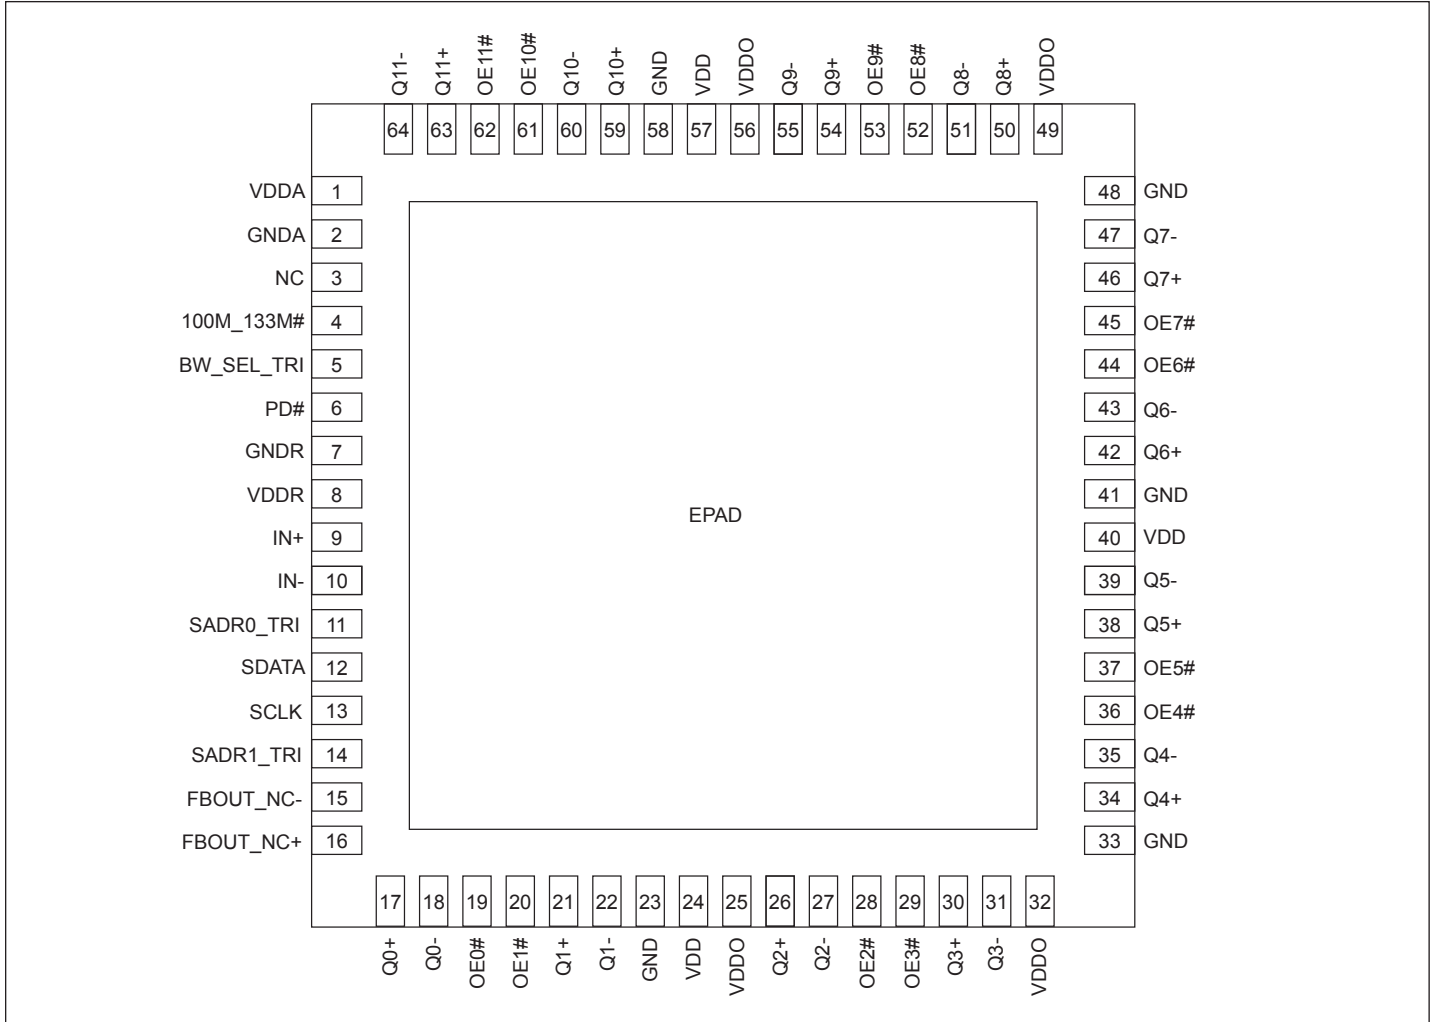 Q11- Q11+ OE11# OE10# Q10- Q10+ GND VDD VDDO Q9- Q9+ OE9# OE8# Q8- Q8+ VDDO
64 63 62 61 60 59 58 57 56 55 54 53 52 51 50 49
VDDA 1 48 GND
GNDA 2 47 Q7-
NC 3 46 Q7+
100M_133M# 4 45 OE7#
BW_SEL_TRI 5 44 OE6#
PD# 6 43 Q6-
GNDR 7 42 Q6+
VDDR 8 41 GND
EPAD
IN+ 9 40 VDD
IN- 10 39 Q5-
SADR0_TRI 11 38 Q5+
SDATA 12 37 OE5#
SCLK 13 36 OE4#
SADR1_TRI 14 35 Q4-
FBOUT_NC- 15 34 Q4+
FBOUT_NC+ 16 33 GND
17 18 19 20 21 22 23 24 25 26 27 28 29 30 31 32
Q0+ Q0- OE0# OE1# Q1+ Q1- GND VDD VDDO Q2+ Q2- OE2# OE3# Q3+ Q3- VDDO